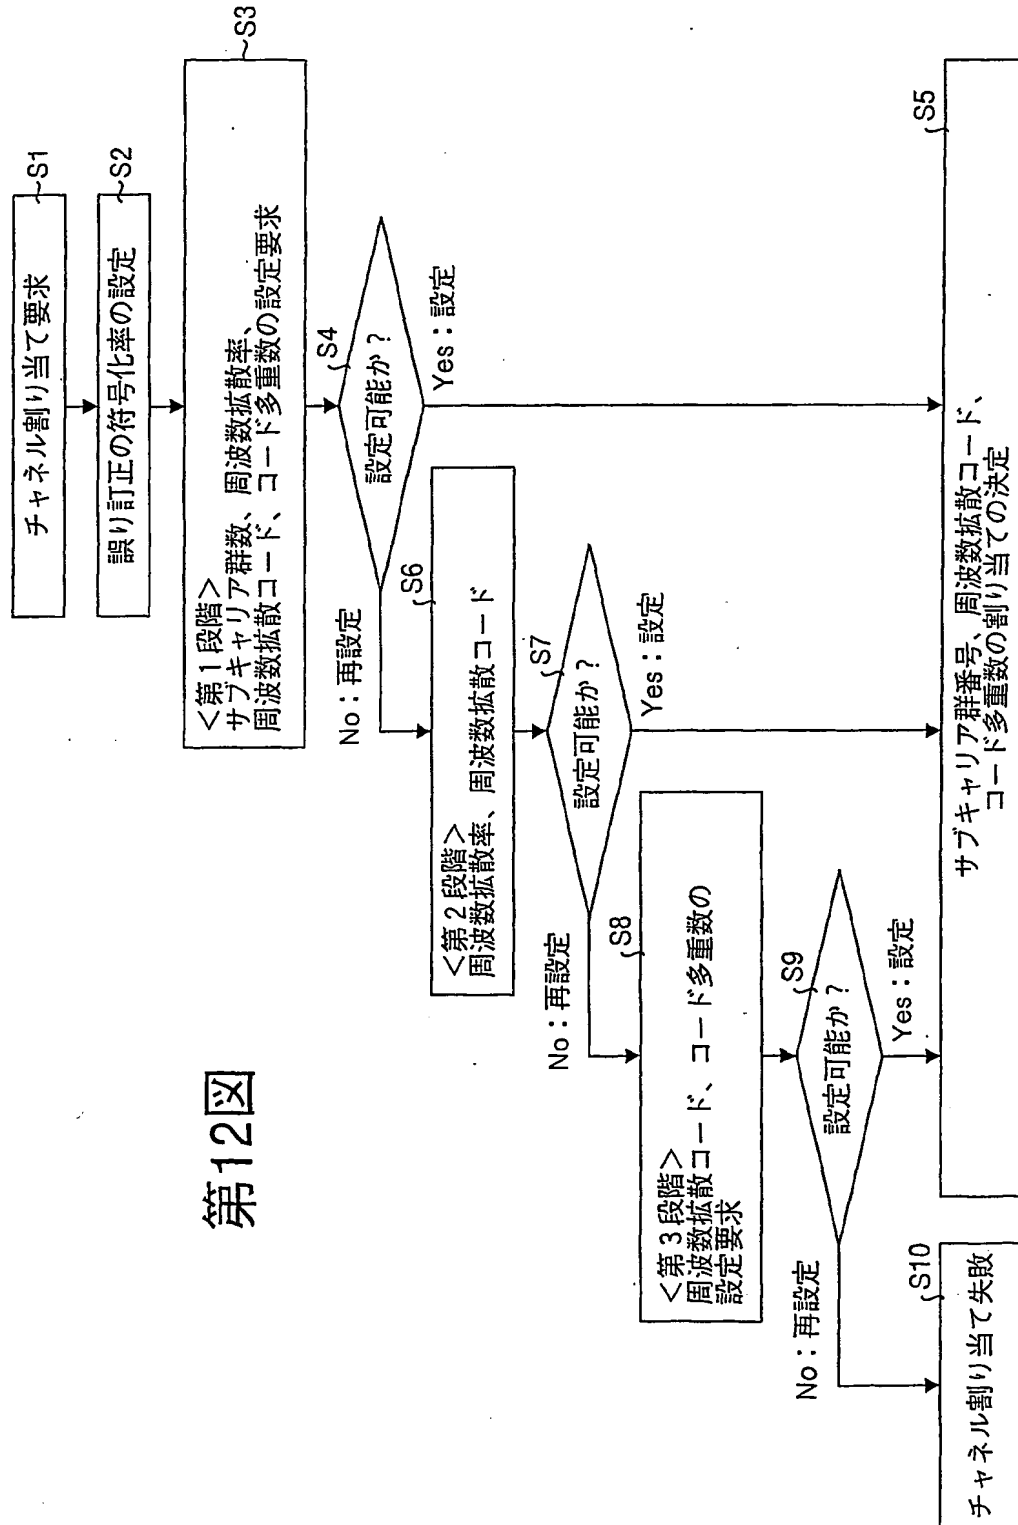 第12図
チャネル割り当て要求
S1
誤り訂正の符号化率の設定
S2
<第1段階>
サブキャリア群数、周波数拡散率、
周波数拡散コード、コード多重数の設定要求
S3
設定可能か?
S4
Yes:設定
No:再設定
S6
<第2段階>
周波数拡散率、周波数拡散コード
設定可能か?
S7
Yes:設定
No:再設定
S8
<第3段階>
周波数拡散コード、コード多重数の
設定要求
設定可能か?
S9
Yes:設定
No:再設定
S5
サブキャリア群番号、周波数拡散コード、
コード多重数の割り当ての決定
S10
チャネル割り当て失敗